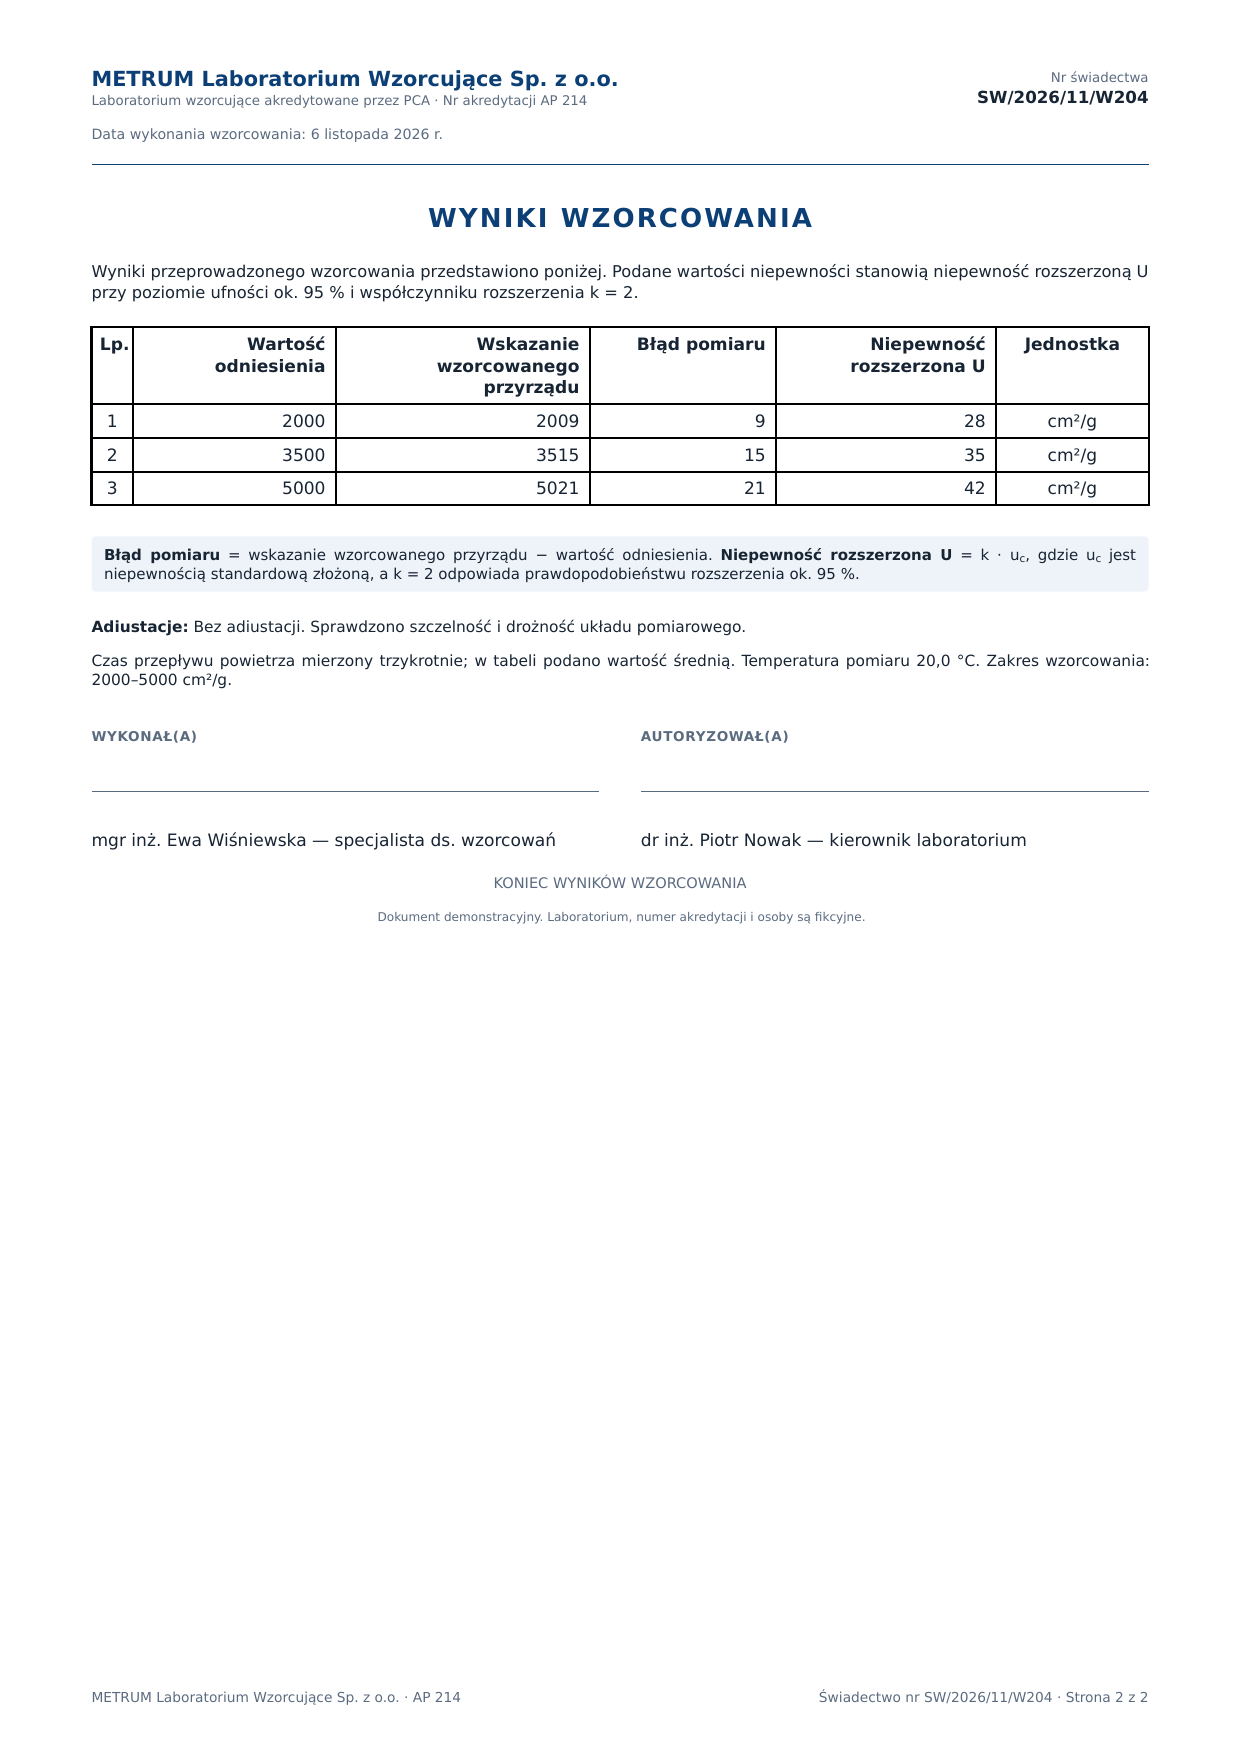 METRUM Laboratorium Wzorcujące Sp. z o.o.
Laboratorium wzorcujące akredytowane przez PCA · Nr akredytacji AP 214
Data wykonania wzorcowania: 6 listopada 2026 r.
Nr świadectwa
SW/2026/11/W204
WYNIKI WZORCOWANIA
Wyniki przeprowadzonego wzorcowania przedstawiono poniżej. Podane wartości niepewności stanowią niepewność rozszerzoną U
przy poziomie ufności ok. 95 % i współczynniku rozszerzenia k = 2.
Lp. Wartość odniesienia Wskazanie wzorcowanego przyrządu Błąd pomiaru Niepewność rozszerzona U Jednostka
1 2000 2009 9 28 cm²/g
2 3500 3515 15 35 cm²/g
3 5000 5021 21 42 cm²/g
Błąd pomiaru = wskazanie wzorcowanego przyrządu − wartość odniesienia. Niepewność rozszerzona U = k · u_c, gdzie u_c jest
niepewnością standardową złożoną, a k = 2 odpowiada prawdopodobieństwu rozszerzenia ok. 95 %.
Adiustacje: Bez adiustacji. Sprawdzono szczelność i drożność układu pomiarowego.
Czas przepływu powietrza mierzony trzykrotnie; w tabeli podano wartość średnią. Temperatura pomiaru 20,0 °C. Zakres wzorcowania:
2000–5000 cm²/g.
WYKONAŁ(A)
mgr inż. Ewa Wiśniewska — specjalista ds. wzorcowań
AUTORYZOWAŁ(A)
dr inż. Piotr Nowak — kierownik laboratorium
KONIEC WYNIKÓW WZORCOWANIA
Dokument demonstracyjny. Laboratorium, numer akredytacji i osoby są fikcyjne.
METRUM Laboratorium Wzorcujące Sp. z o.o. · AP 214
Świadectwo nr SW/2026/11/W204 · Strona 2 z 2